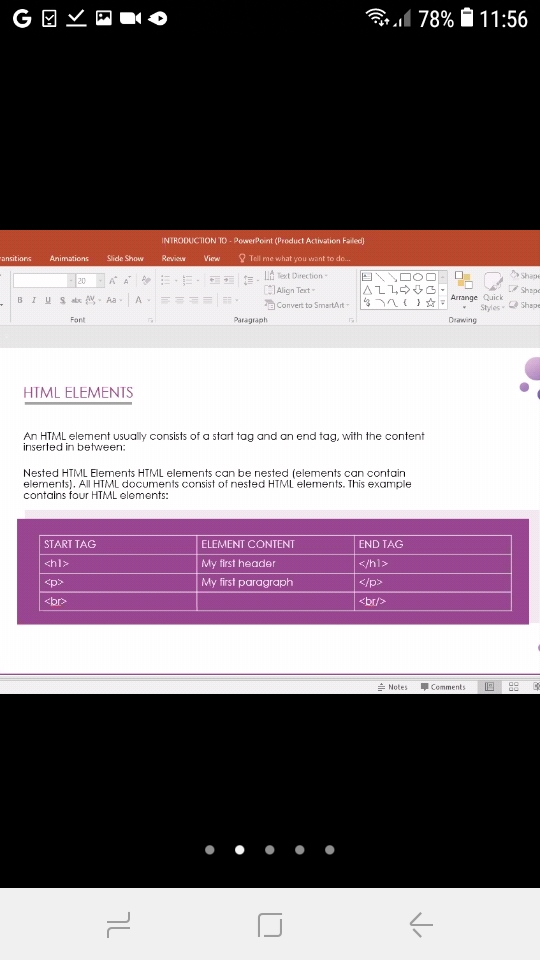 G 78% 11:56
INTRODUCTION TO - PowerPoint (Product Activation Failed)
ransitions Animations Slide Show Review View Tell me what you want to do...
20 A A Text Direction Shape
Align Text Shape
B I U S abc AV Aa A Convert to SmartArt Arrange Quick Shape
Styles
Font Paragraph Drawing
HTML ELEMENTS
An HTML element usually consists of a start tag and an end tag, with the content
inserted in between:
Nested HTML Elements HTML elements can be nested (elements can contain
elements). All HTML documents consist of nested HTML elements. This example
contains four HTML elements:
START TAG ELEMENT CONTENT END TAG
<h1> My first header </h1>
<p> My first paragraph </p>
<br> <br/>
Notes Comments